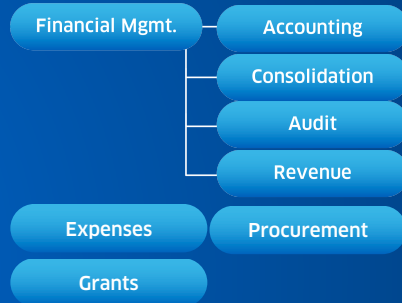 Financial Mgmt.
Accounting
Consolidation
Audit
Revenue
Expenses
Procurement
Grants